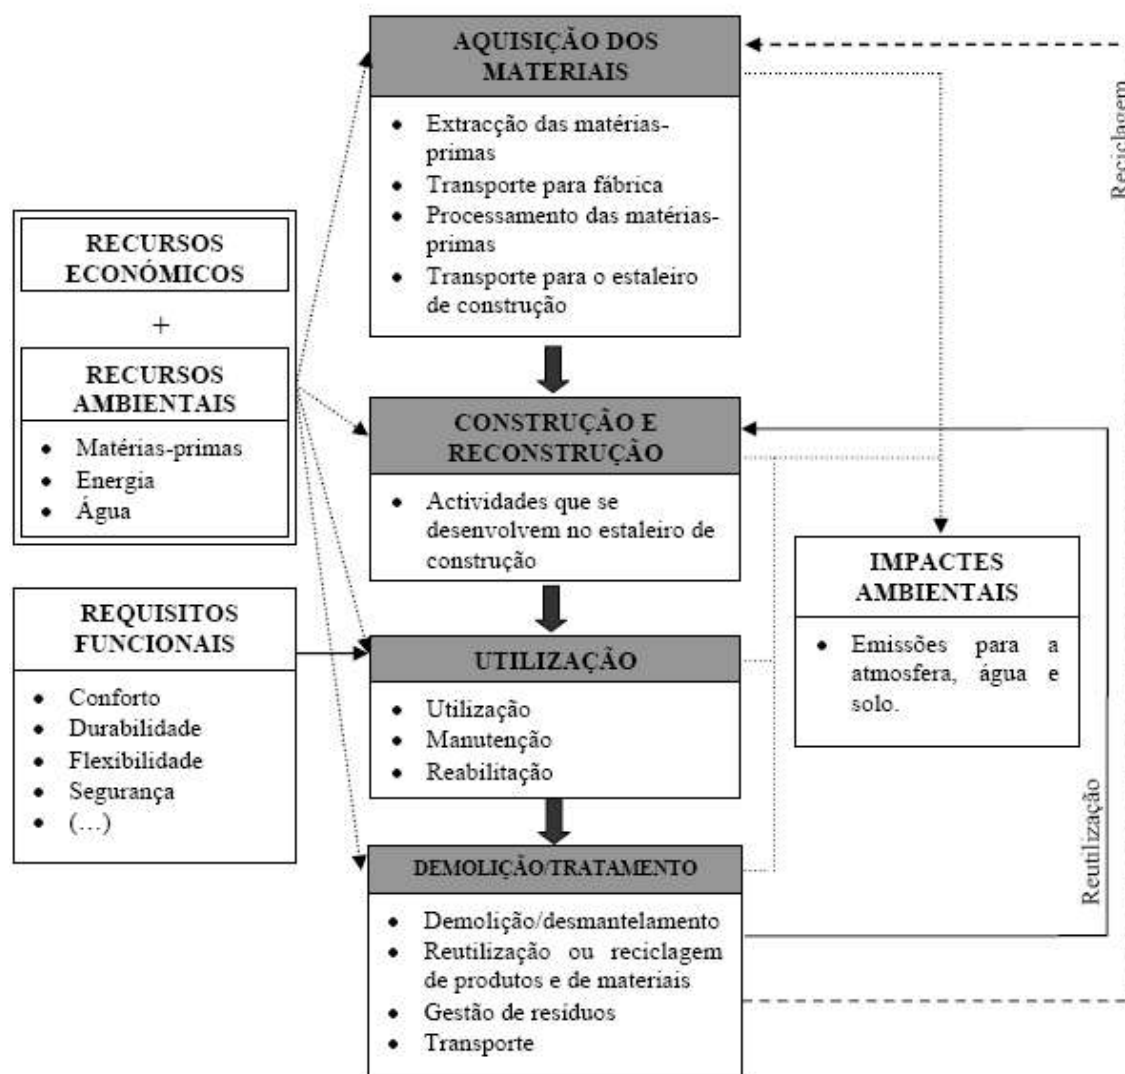 AQUISIÇÃO DOS
MATERIAIS
• Extracção das matérias-
primas
• Transporte para fábrica
• Processamento das matérias-
primas
• Transporte para o estaleiro
de construção
RECURSOS
ECONÓMICOS
+
RECURSOS
AMBIENTAIS
• Matérias-primas
• Energia
• Água
CONSTRUÇÃO E
RECONSTRUÇÃO
• Actividades que se
desenvolvem no estaleiro de
construção
REQUISITOS
FUNCIONAIS
• Conforto
• Durabilidade
• Flexibilidade
• Segurança
• (…)
UTILIZAÇÃO
• Utilização
• Manutenção
• Reabilitação
IMPACTES
AMBIENTAIS
• Emissões para a
atmosfera, água e
solo.
DEMOLIÇÃO/TRATAMENTO
• Demolição/desmantelamento
• Reutilização ou reciclagem
de produtos e de materiais
• Gestão de resíduos
• Transporte
Reutilização
Reciclagem